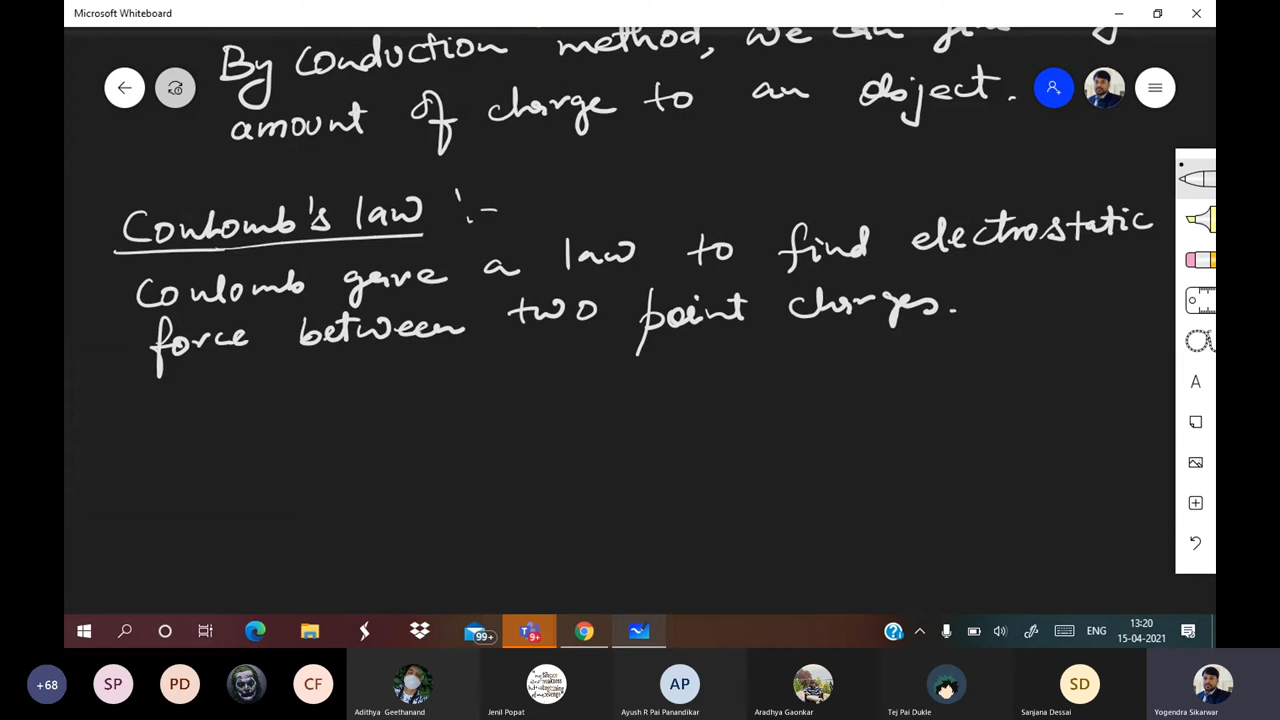 Microsoft Whiteboard
By conduction method, we can
amount of charge to an object.
Coulomb's law :-
Coulomb gave a law to find electrostatic
force between two point charges.
A
99+
9+
ENG
13:20
15-04-2021
+68
SP
PD
CF
Adithya Geethanand
Jenil Popat
AP
Ayush R Pai Panandikar
Aradhya Gaonkar
Tej Pai Dukle
SD
Sanjana Dessai
Yogendra Sikarwar